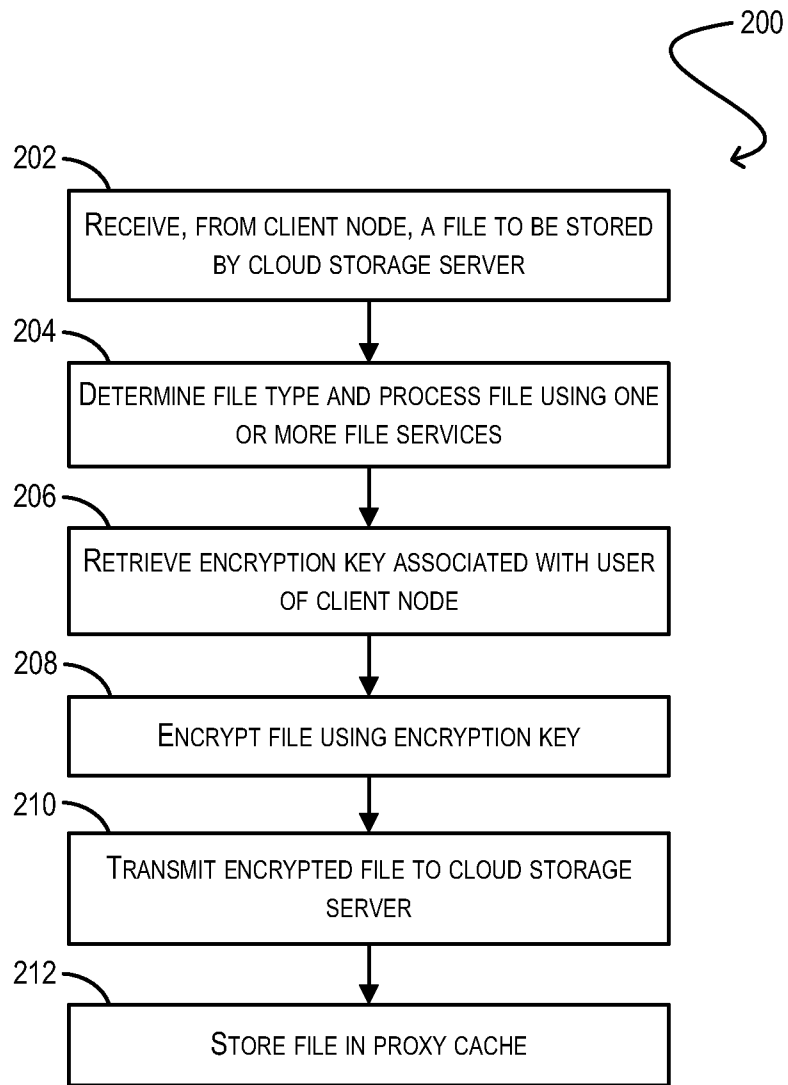 200
202
RECEIVE, FROM CLIENT NODE, A FILE TO BE STORED
BY CLOUD STORAGE SERVER
204
DETERMINE FILE TYPE AND PROCESS FILE USING ONE
OR MORE FILE SERVICES
206
RETRIEVE ENCRYPTION KEY ASSOCIATED WITH USER
OF CLIENT NODE
208
ENCRYPT FILE USING ENCRYPTION KEY
210
TRANSMIT ENCRYPTED FILE TO CLOUD STORAGE
SERVER
212
STORE FILE IN PROXY CACHE